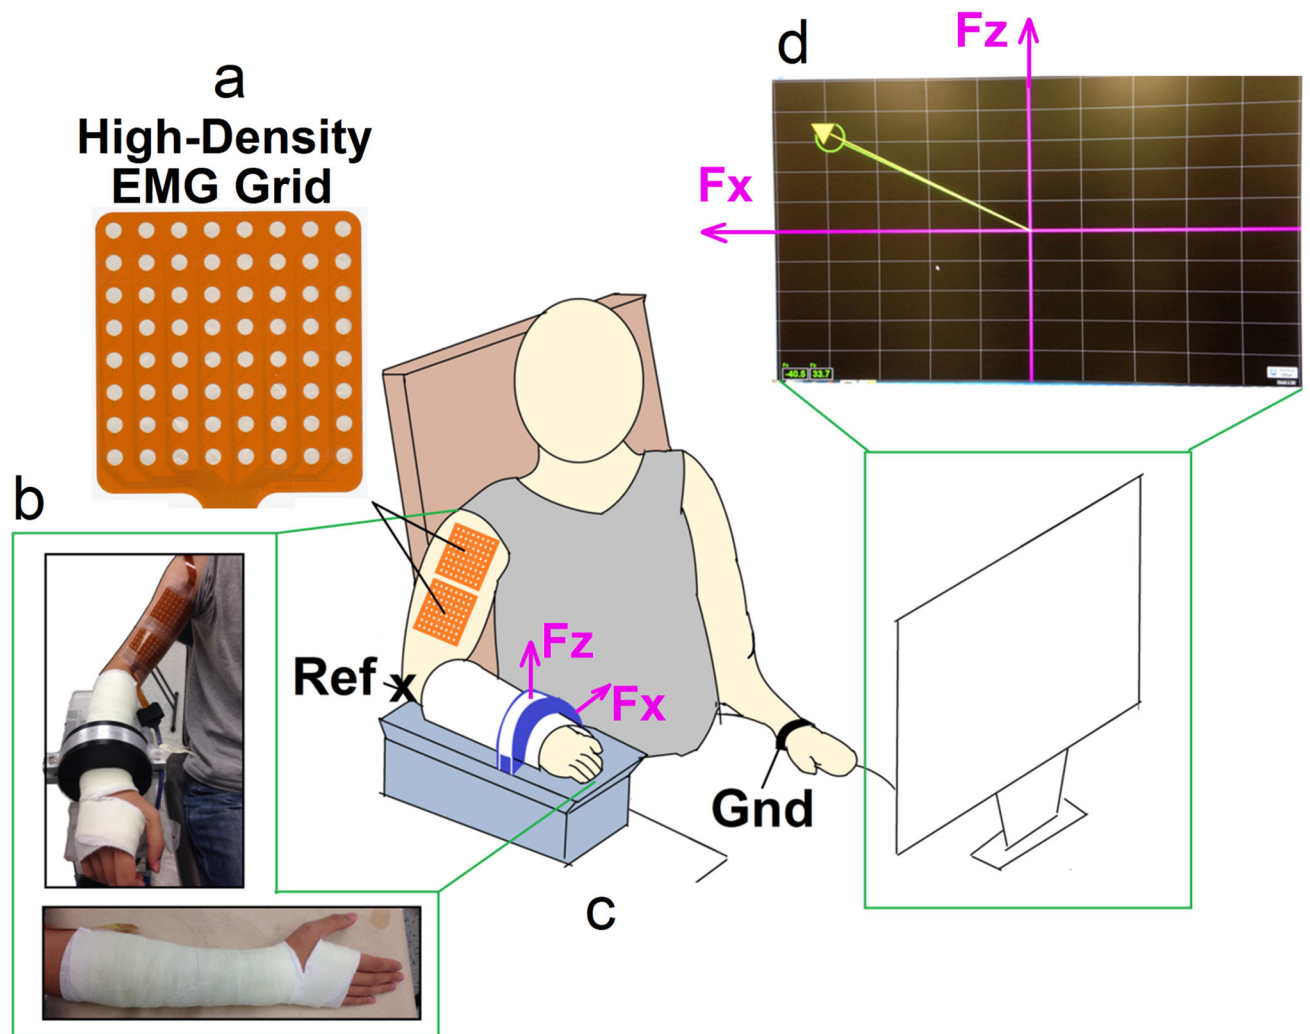 a
High-Density
EMG Grid
b
c
d
Fz
Fx
Fz
Fx
Ref x
Gnd
-40.5 33.7